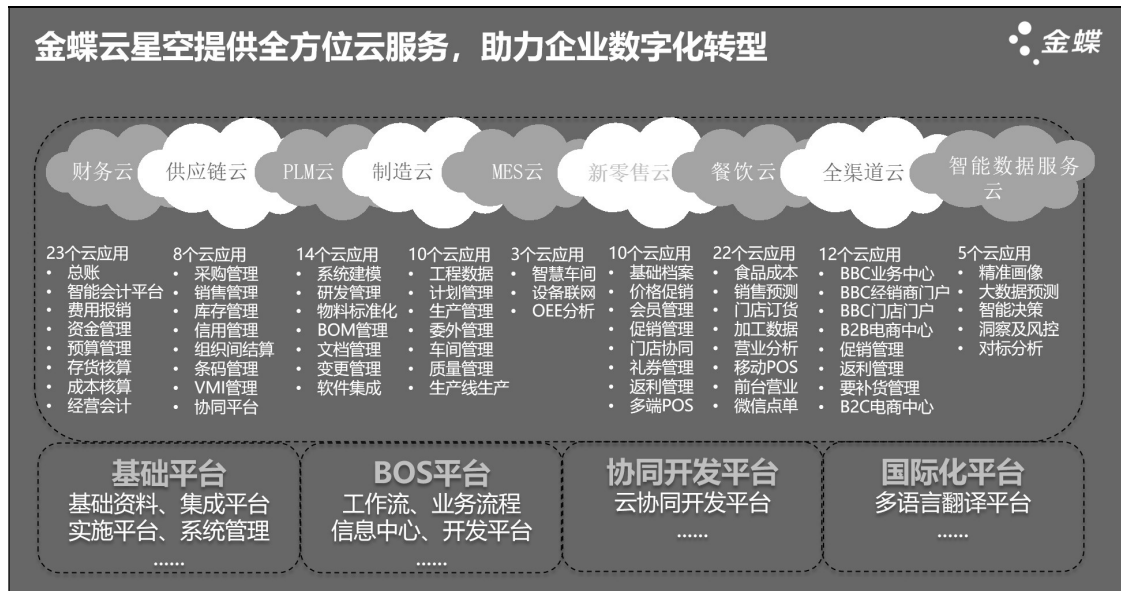 金蝶云星空提供全方位云服务，助力企业数字化转型
金蝶
财务云
供应链云
PLM云
制造云
MES云
新零售云
餐饮云
全渠道云
智能数据服务
云
23个云应用
• 总账
• 智能会计平台
• 费用报销
• 资金管理
• 预算管理
• 存货核算
• 成本核算
• 经营会计
8个云应用
• 采购管理
• 销售管理
• 库存管理
• 信用管理
• 组织间结算
• 条码管理
• VMI管理
• 协同平台
14个云应用
• 系统建模
• 研发管理
• 物料标准化
• BOM管理
• 文档管理
• 变更管理
• 软件集成
10个云应用
• 工程数据
• 计划管理
• 生产管理
• 委外管理
• 车间管理
• 质量管理
• 生产线生产
3个云应用
• 智慧车间
• 设备联网
• OEE分析
10个云应用
• 基础档案
• 价格促销
• 会员管理
• 促销管理
• 门店协同
• 礼券管理
• 返利管理
• 多端POS
22个云应用
• 食品成本
• 销售预测
• 门店订货
• 加工数据
• 营业分析
• 移动POS
• 前台营业
• 微信点单
12个云应用
• BBC业务中心
• BBC经销商门户
• BBC门店门户
• B2B电商中心
• 促销管理
• 返利管理
• 要补货管理
• B2C电商中心
5个云应用
• 精准画像
• 大数据预测
• 智能决策
• 洞察及风控
• 对标分析
基础平台
基础资料、集成平台
实施平台、系统管理
......
BOS平台
工作流、业务流程
信息中心、开发平台
......
协同开发平台
云协同开发平台
......
国际化平台
多语言翻译平台
......